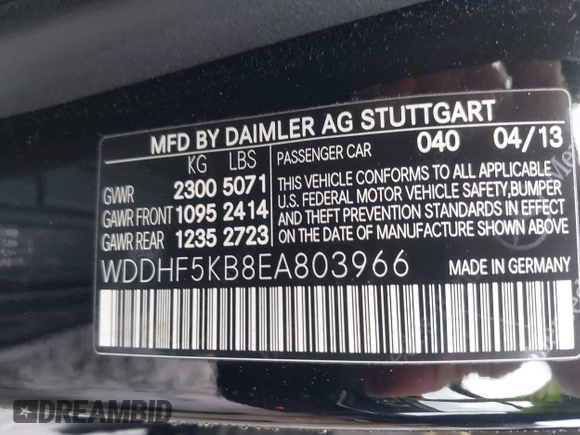 MFD BY DAIMLER AG STUTTGART
KG LBS
GVWR 2300 5071
GAWR FRONT 1095 2414
GAWR REAR 1235 2723
PASSENGER CAR 040 04/13
THIS VEHICLE CONFORMS TO ALL APPLICABLE
U.S. FEDERAL MOTOR VEHICLE SAFETY,BUMPER
AND THEFT PREVENTION STANDARDS IN EFFECT
ON THE DATE OF MANUFACTURE SHOWN ABOVE
WDDHF5KB8EA803966 MADE IN GERMANY
DREAMBID